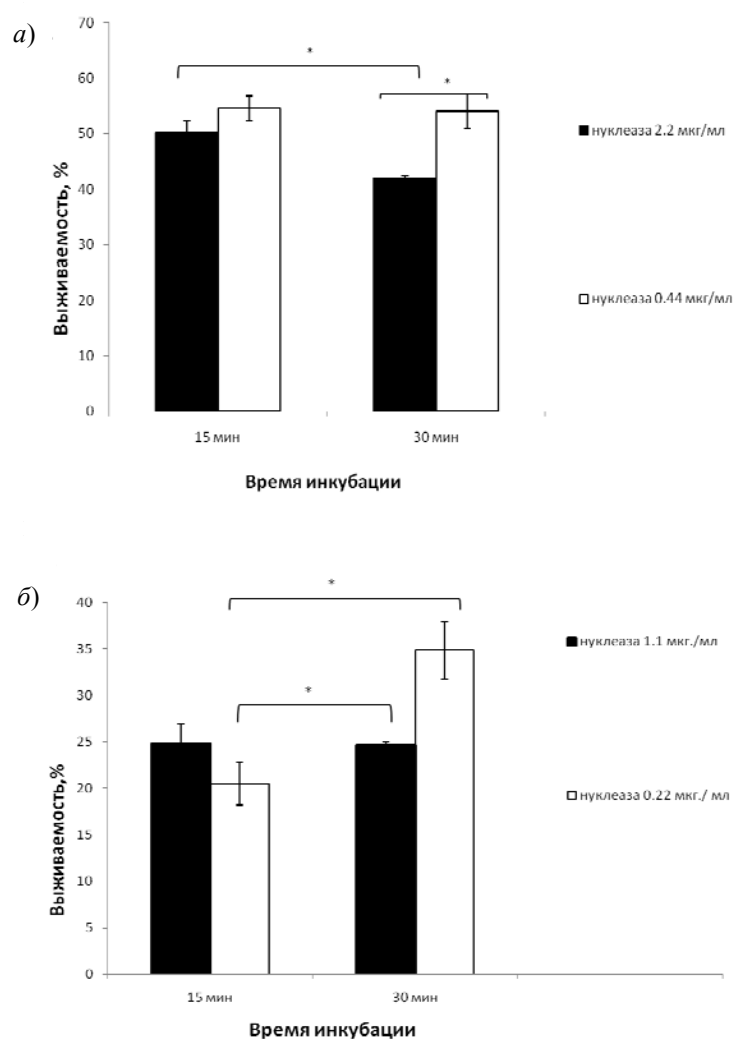 а)
70
60
50
40
30
20
10
0
Выживаемость, %
*
*
15 мин
30 мин
Время инкубации
нуклеаза 2.2 мкг/мл
нуклеаза 0.44 мкг/мл
б)
40
35
30
25
20
15
10
5
0
Выживаемость,%
*
*
15 мин
30 мин
Время инкубации
нуклеаза 1.1 мкг./мл
нуклеаза 0.22 мкг./ мл